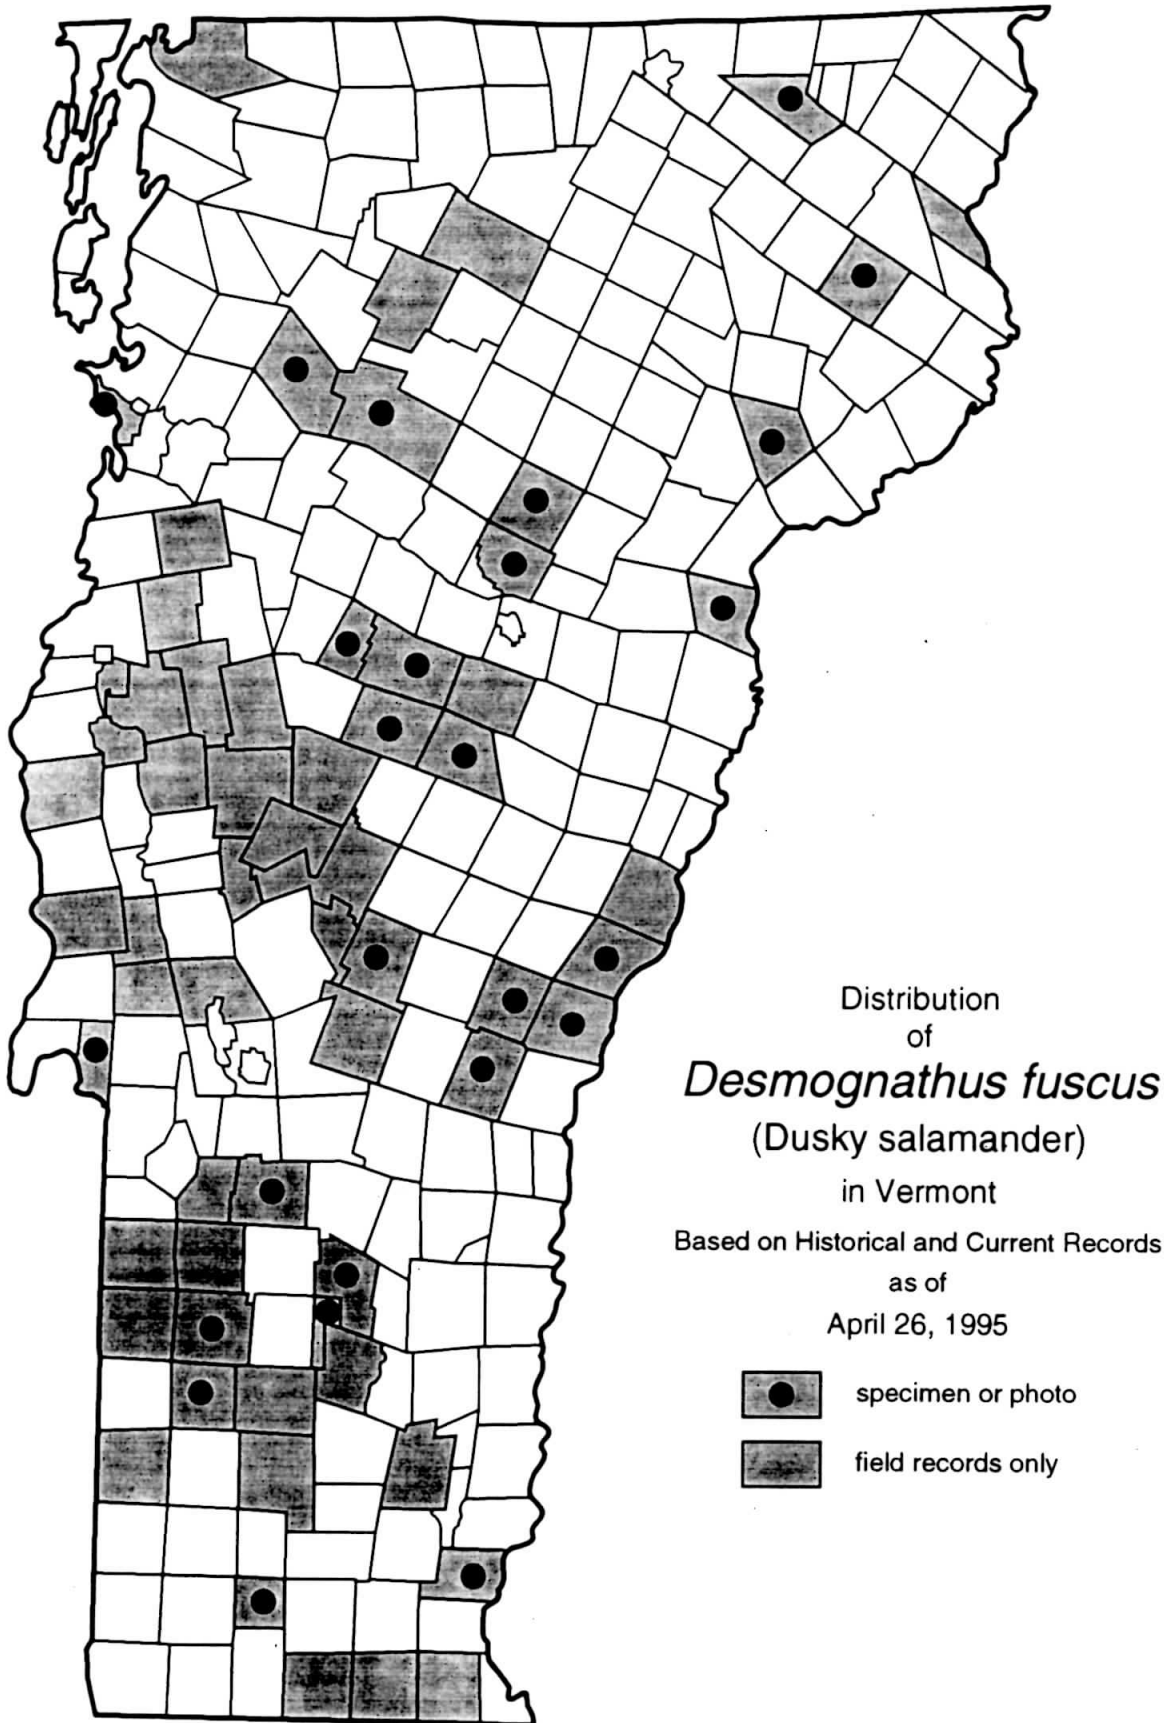 Distribution
of
Desmognathus fuscus
(Dusky salamander)
in Vermont
Based on Historical and Current Records
as of
April 26, 1995
specimen or photo
field records only